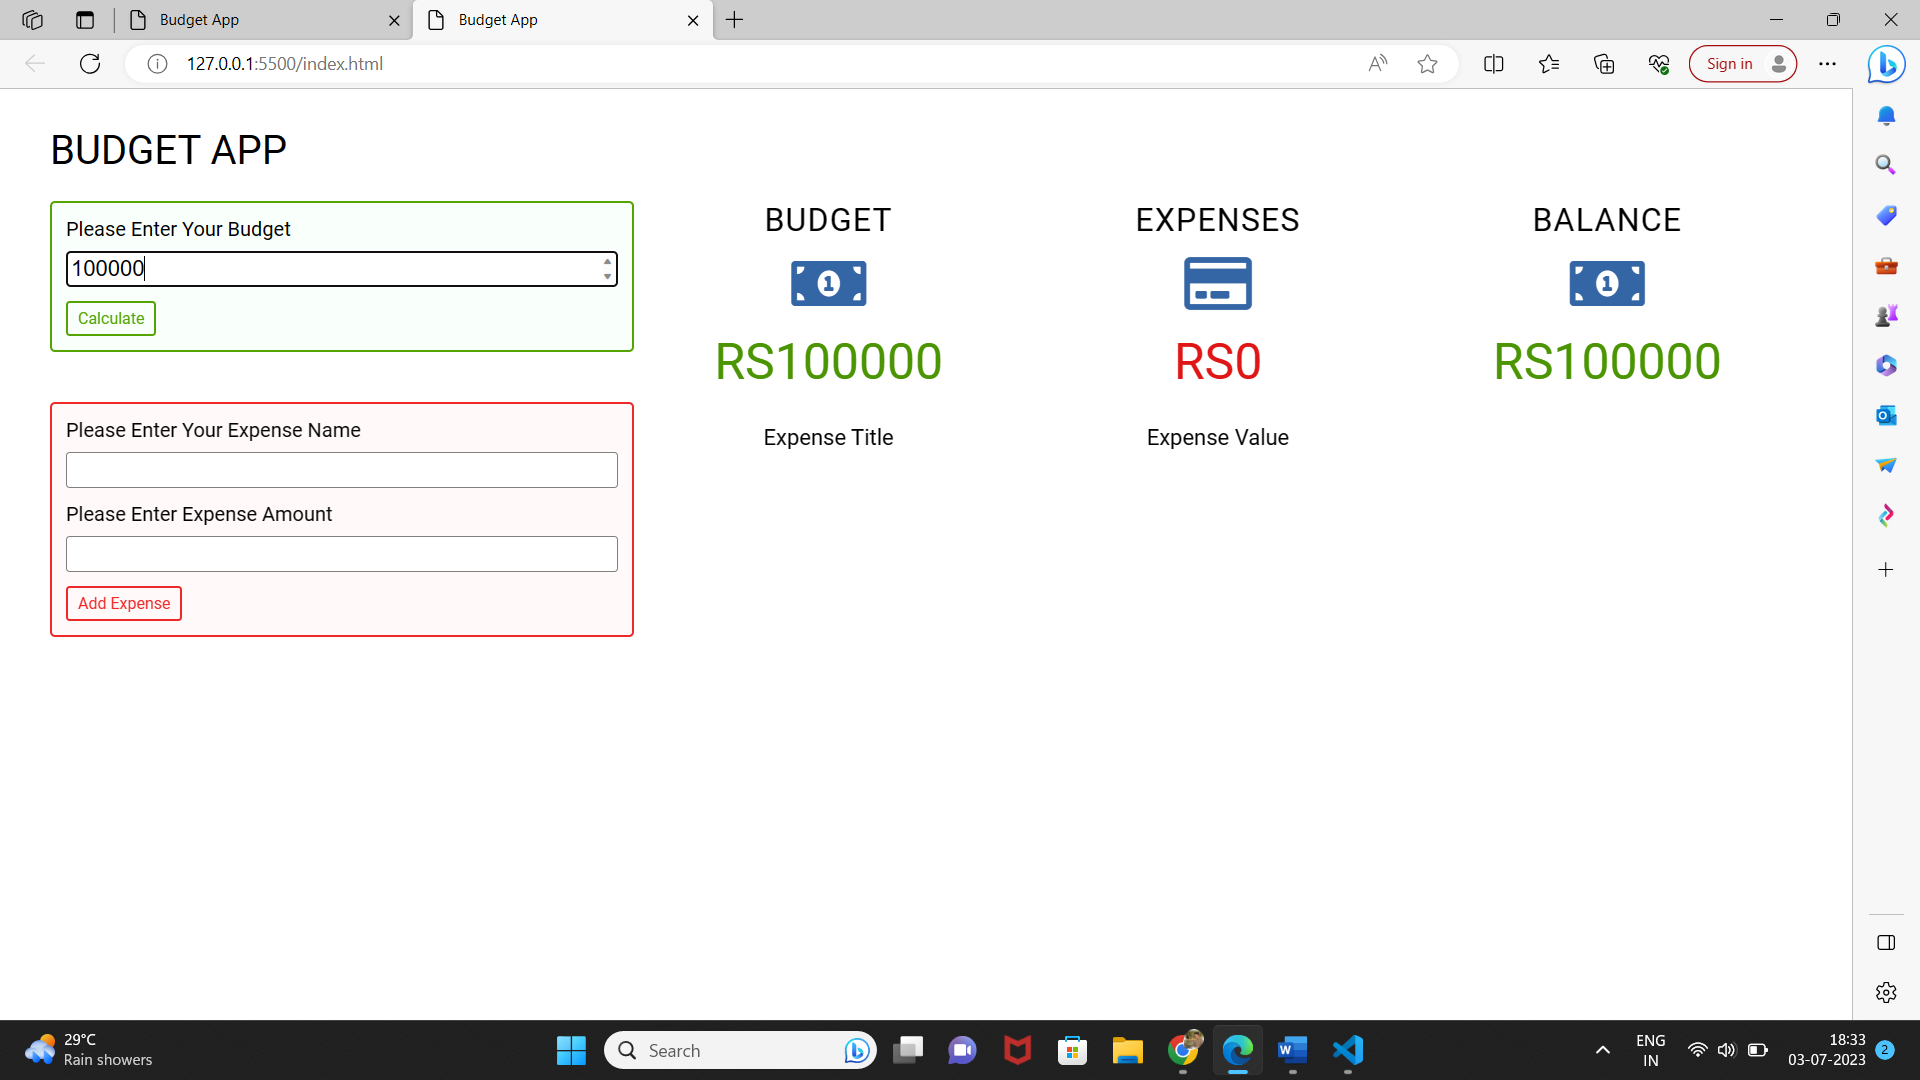 Budget App
Budget App
127.0.0.1:5500/index.html
Sign in
BUDGET APP
Please Enter Your Budget
100000
Calculate
BUDGET
EXPENSES
BALANCE
1
1
RS100000
RS0
RS100000
Expense Title
Expense Value
Please Enter Your Expense Name
Please Enter Expense Amount
Add Expense
29°C
Rain showers
Search
W
ENG
IN
18:33
03-07-2023
2